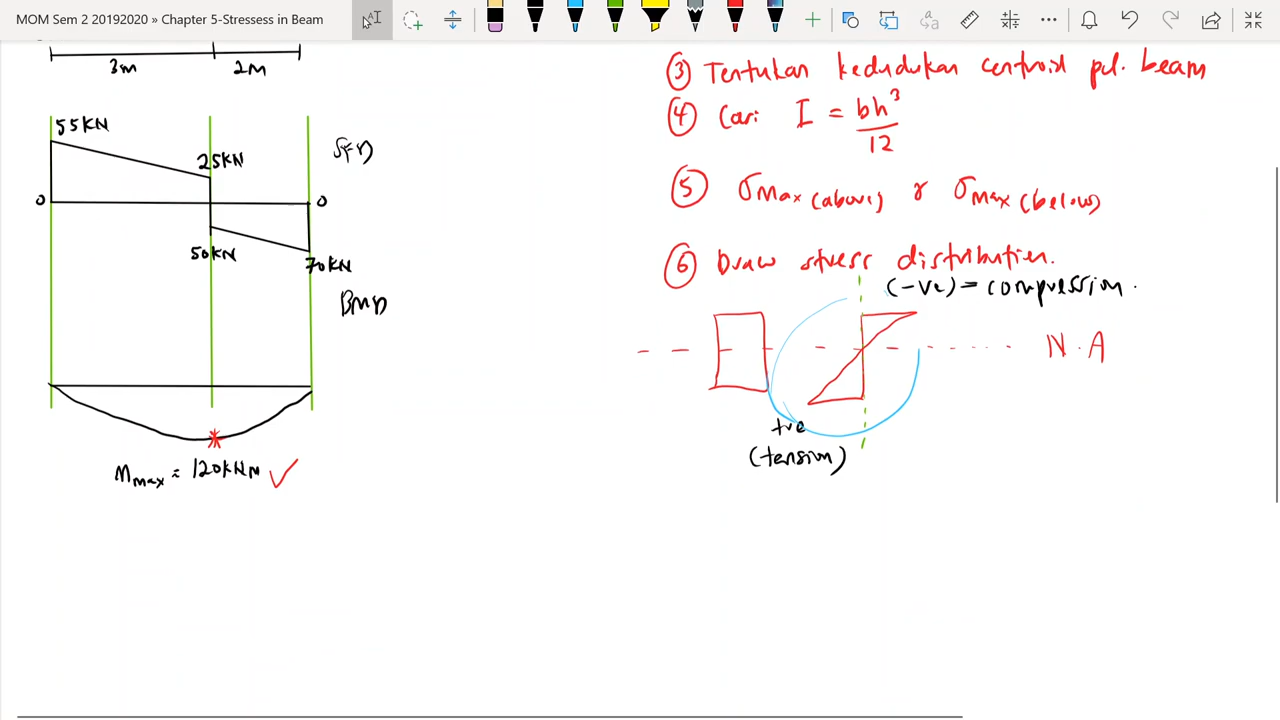 MOM Sem 2 20192020 » Chapter 5-Stressess in Beam
3m 2M
55KN
25KN
SFD
0 0
50KN
70KN
BMD
Mmax = 120kNM ✓
③ Tentukan kedudukan centroid pd. beam
④ Cari I = bh³/12
⑤ σMax (above) & σMax (below)
⑥ Draw stress distribution.
(-ve) = compression.
N.A
+ve
(tension)